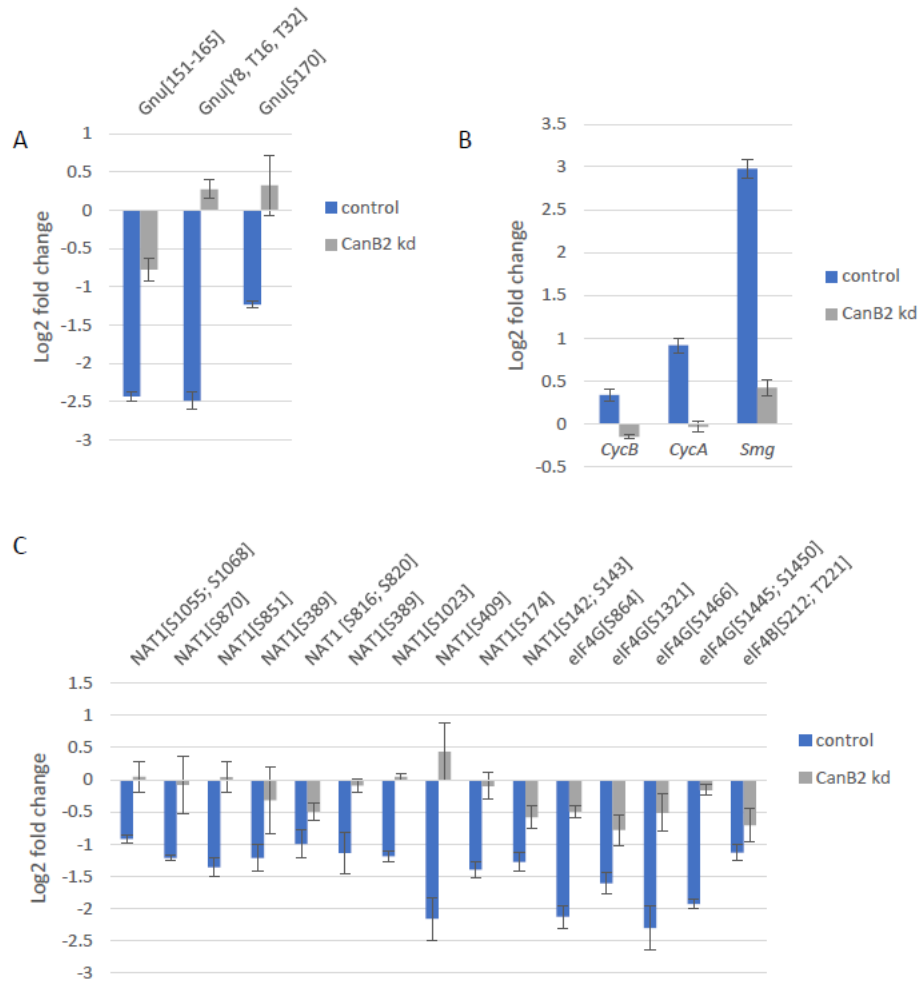 A
Gnu[151-165]
Gnu[Y8, T16, T32]
Gnu[S170]
Log2 fold change
1
0.5
0
-0.5
-1
-1.5
-2
-2.5
-3
control
CanB2 kd
B
Log2 fold change
3.5
3
2.5
2
1.5
1
0.5
0
-0.5
CycB
CycA
Smg
control
CanB2 kd
C
NAT1[S1055; S1068]
NAT1[S870]
NAT1[S851]
NAT1[S389]
NAT1 [S816; S820]
NAT1[S389]
NAT1[S1023]
NAT1[S409]
NAT1[S174]
NAT1[S142; S143]
eIF4G[S864]
eIF4G[S1321]
eIF4G[S1466]
eIF4G[S1445; S1450]
eIF4B[S212; T221]
Log2 fold change
1.5
1
0.5
0
-0.5
-1
-1.5
-2
-2.5
-3
control
CanB2 kd